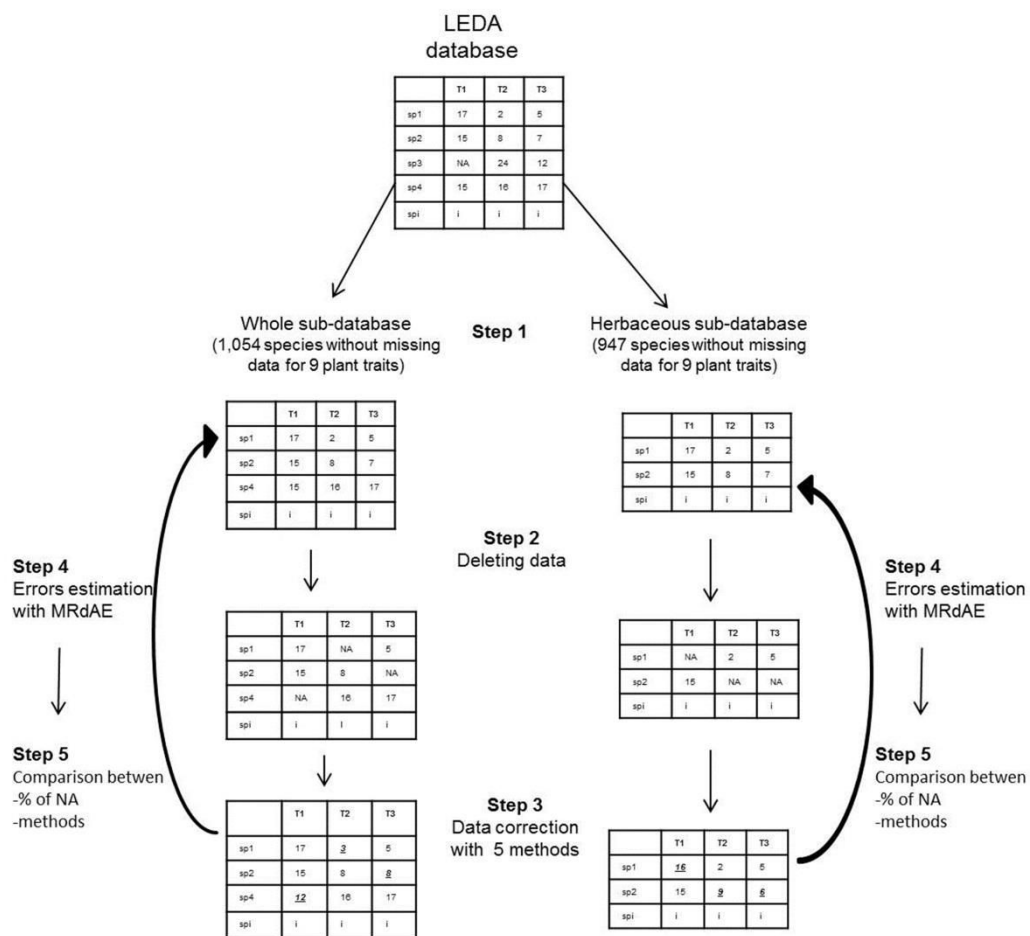 LEDA
database
T1 T2 T3
sp1 17 2 5
sp2 15 8 7
sp3 NA 24 12
sp4 15 16 17
spi i i i
Whole sub-database
(1,054 species without missing
data for 9 plant traits)
Step 1
Herbaceous sub-database
(947 species without missing
data for 9 plant traits)
T1 T2 T3
sp1 17 2 5
sp2 15 8 7
sp4 15 16 17
spi i i i
T1 T2 T3
sp1 17 2 5
sp2 15 8 7
spi i i i
Step 2
Deleting data
Step 4
Errors estimation
with MRdAE
Step 4
Errors estimation
with MRdAE
T1 T2 T3
sp1 17 NA 5
sp2 15 8 NA
sp4 NA 16 17
spi i I i
T1 T2 T3
sp1 NA 2 5
sp2 15 NA NA
spi i i i
Step 5
Comparison betwen
-% of NA
-methods
Step 5
Comparison betwen
-% of NA
-methods
Step 3
Data correction
with 5 methods
T1 T2 T3
sp1 17 3 5
sp2 15 8 8
sp4 12 16 17
spi i i i
T1 T2 T3
sp1 16 2 5
sp2 15 9 6
spi i i i